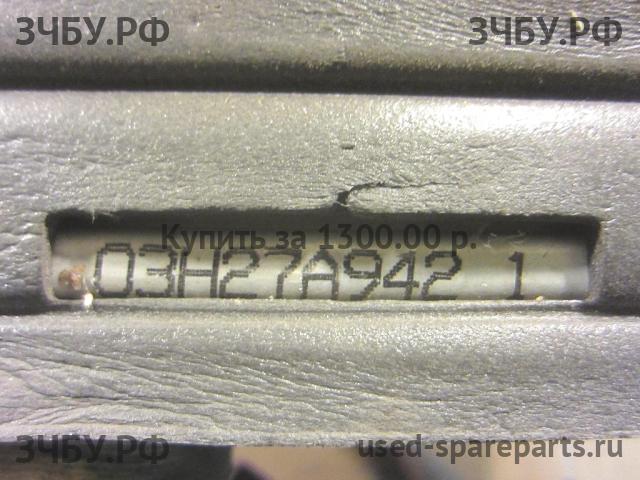 ЗЧБУ.РФ ЗЧБУ.РФ
Купить за 1300.00 р.
03H27A942 1
ЗЧБУ.РФ used-spareparts.ru